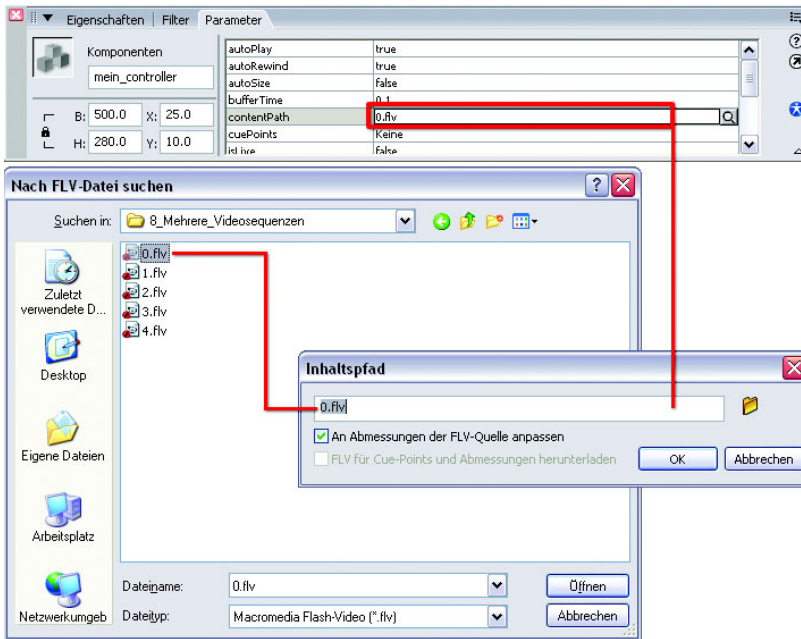 Eigenschaften | Filter | Parameter
Komponenten
mein_controller
B: 500.0 X: 25.0
H: 280.0 Y: 10.0
autoPlay true
autoRewind true
autoSize false
bufferTime 0.1
contentPath 0.flv
cuePoints Keine
isLive false
Nach FLV-Datei suchen
Suchen in: 8_Mehrere_Videosequenzen
Zuletzt
verwendete D...
Desktop
Eigene Dateien
Arbeitsplatz
Netzwerkumgeb
0.flv
1.flv
2.flv
3.flv
4.flv
Inhaltspfad
0.flv
An Abmessungen der FLV-Quelle anpassen
FLV für Cue-Points und Abmessungen herunterladen
OK
Abbrechen
Dateiname: 0.flv
Öffnen
Dateityp: Macromedia Flash-Video (*.flv)
Abbrechen